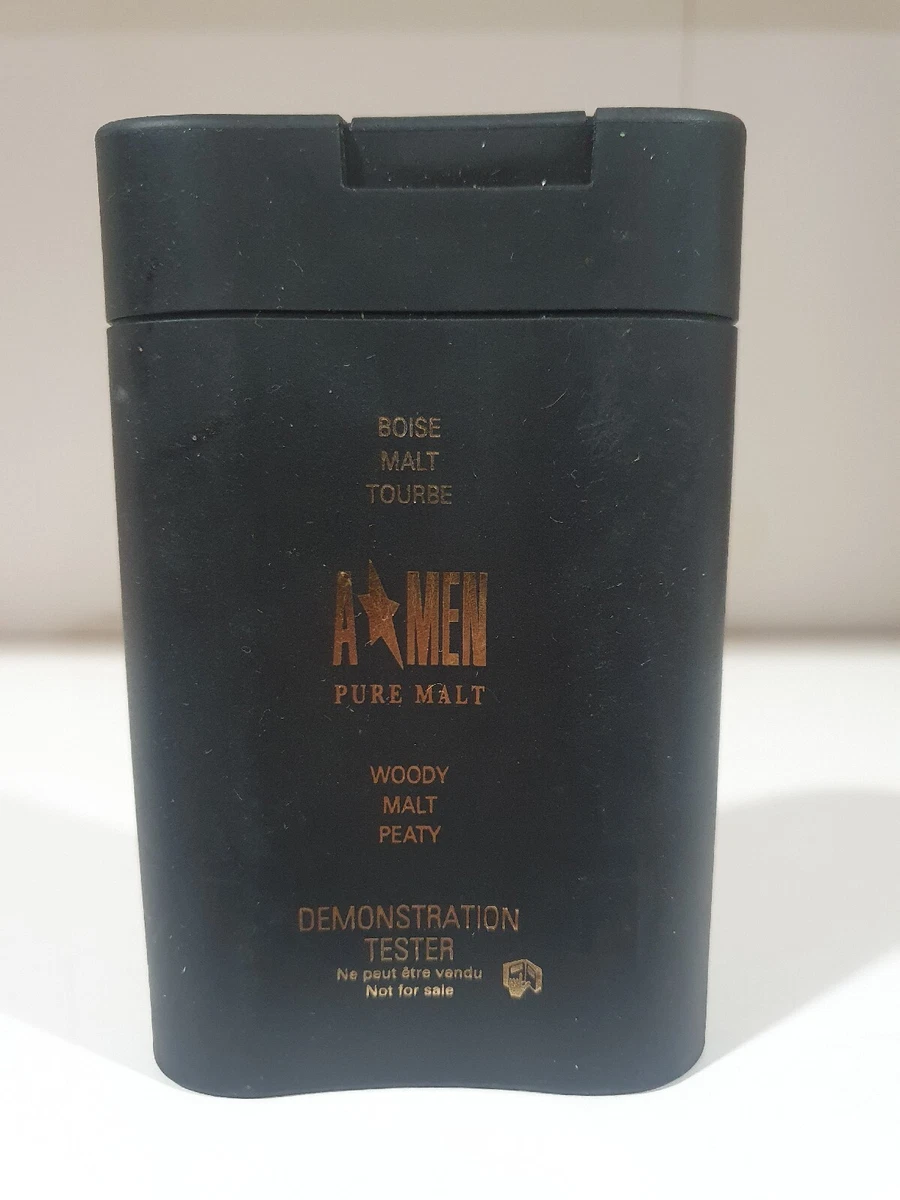 BOISE
MALT
TOURBE
A★MEN
PURE MALT
WOODY
MALT
PEATY
DEMONSTRATION
TESTER
Ne peut être vendu
Not for sale